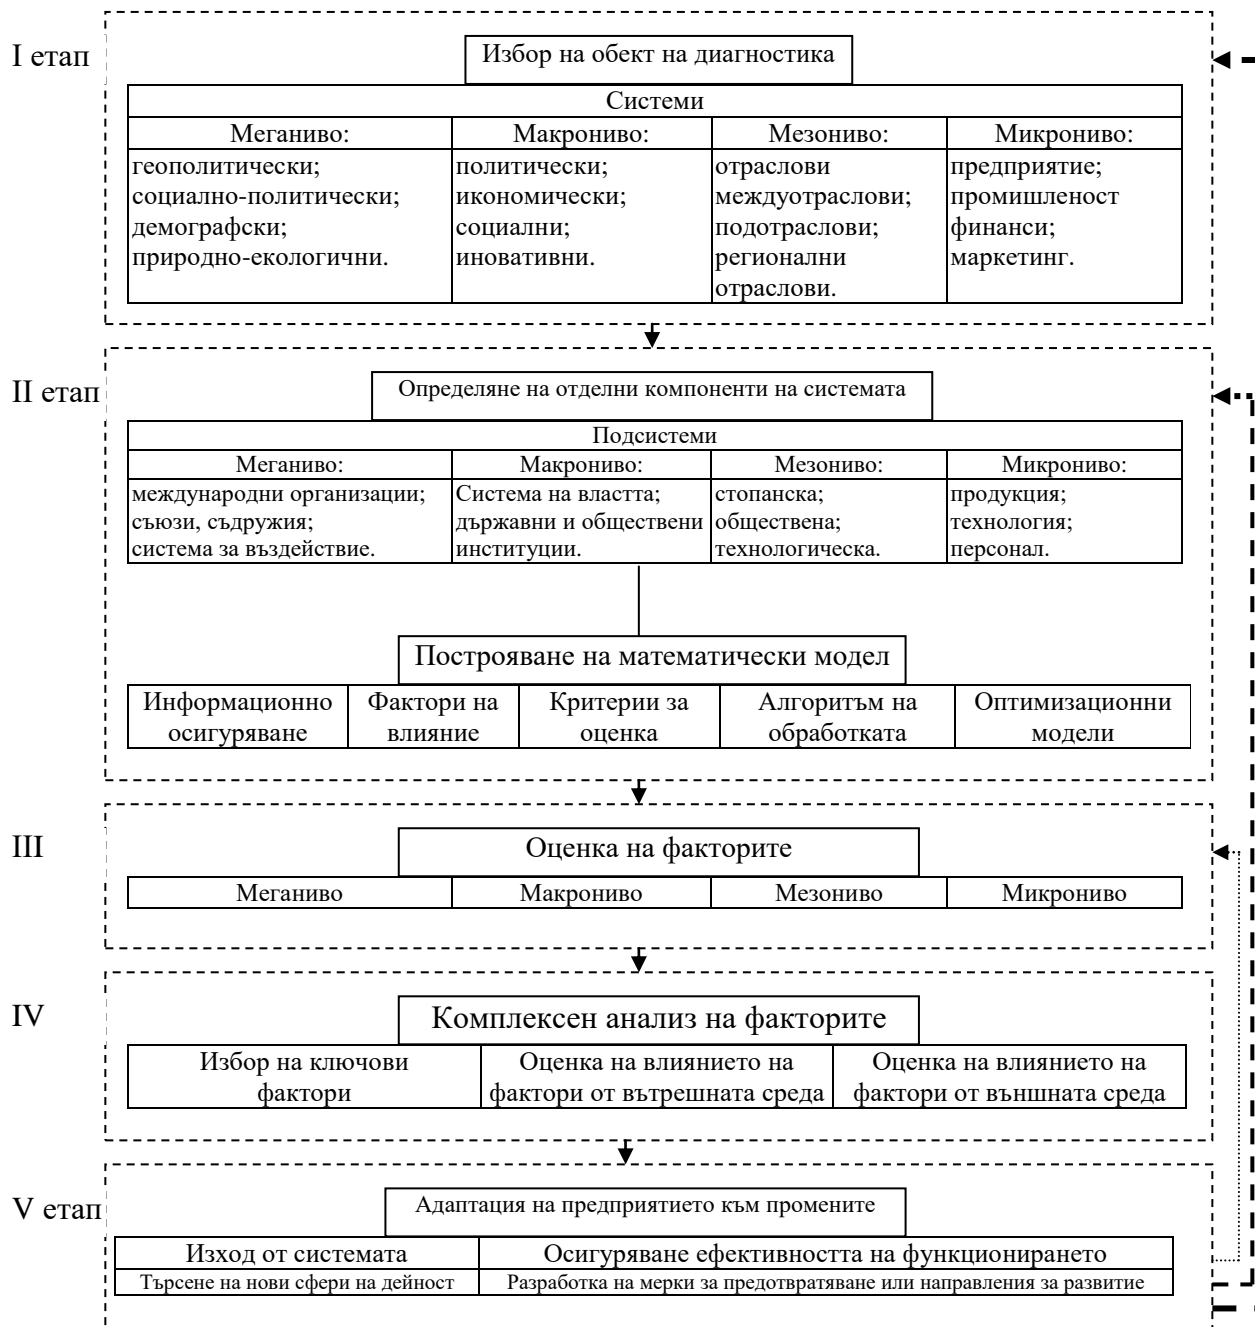 I етап
Избор на обект на диагностика
Системи
Меганиво:
Макрониво:
Мезониво:
Микрониво:
геополитически;
социално-политически;
демографски;
природно-екологични.
политически;
икономически;
социални;
иновативни.
отраслови
междуотраслови;
подотраслови;
регионални
отраслови.
предприятие;
промишленост
финанси;
маркетинг.
II етап
Определяне на отделни компоненти на системата
Подсистеми
Меганиво:
Макрониво:
Мезониво:
Микрониво:
международни организации;
съюзи, съдружия;
система за въздействие.
Система на властта;
държавни и обществени
институции.
стопанска;
обществена;
технологическа.
продукция;
технология;
персонал.
Построяване на математически модел
Информационно
осигуряване
Фактори на
влияние
Критерии за
оценка
Алгоритъм на
обработката
Оптимизационни
модели
III
Оценка на факторите
Меганиво
Макрониво
Мезониво
Микрониво
IV
Комплексен анализ на факторите
Избор на ключови
фактори
Оценка на влиянието на
фактори от вътрешната среда
Оценка на влиянието на
фактори от външната среда
V етап
Адаптация на предприятието към промените
Изход от системата
Осигуряване ефективността на функционирането
Търсене на нови сфери на дейност
Разработка на мерки за предотвратяване или направления за развитие